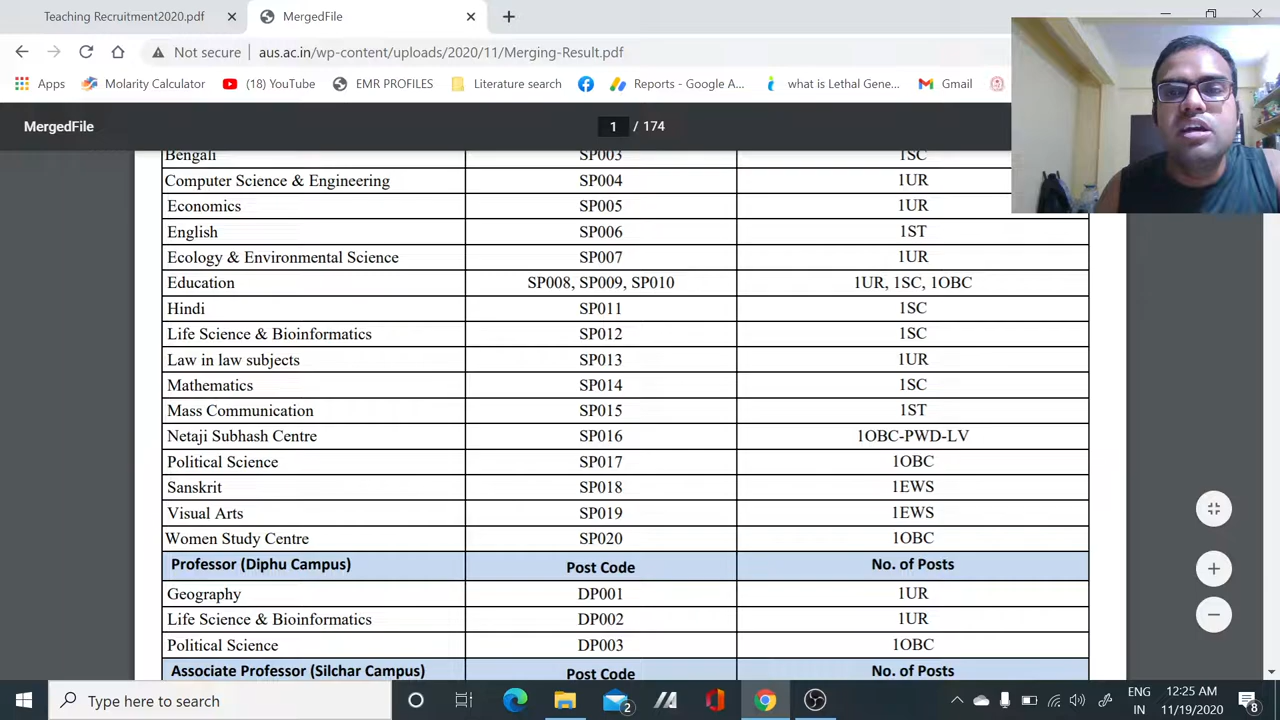 Teaching Recruitment2020.pdf
MergedFile
Not secure
aus.ac.in/wp-content/uploads/2020/11/Merging-Result.pdf
Apps
Molarity Calculator
(18) YouTube
EMR PROFILES
Literature search
Reports - Google A...
what is Lethal Gene...
Gmail
MergedFile
1 / 174
Bengali SP003 1SC
Computer Science & Engineering SP004 1UR
Economics SP005 1UR
English SP006 1ST
Ecology & Environmental Science SP007 1UR
Education SP008, SP009, SP010 1UR, 1SC, 1OBC
Hindi SP011 1SC
Life Science & Bioinformatics SP012 1SC
Law in law subjects SP013 1UR
Mathematics SP014 1SC
Mass Communication SP015 1ST
Netaji Subhash Centre SP016 1OBC-PWD-LV
Political Science SP017 1OBC
Sanskrit SP018 1EWS
Visual Arts SP019 1EWS
Women Study Centre SP020 1OBC
Professor (Diphu Campus) Post Code No. of Posts
Geography DP001 1UR
Life Science & Bioinformatics DP002 1UR
Political Science DP003 1OBC
Associate Professor (Silchar Campus) Post Code No. of Posts
Type here to search
2
ENG
IN
12:25 AM
11/19/2020
8